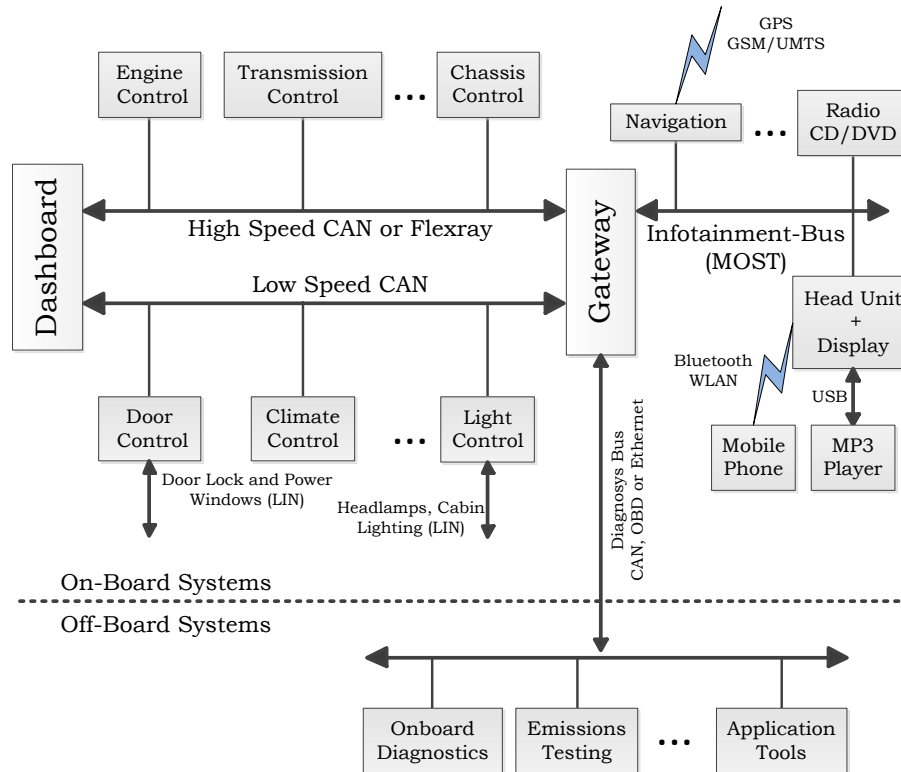 GPS
GSM/UMTS
Engine
Control
Transmission
Control
...
Chassis
Control
Navigation
...
Radio
CD/DVD
Dashboard
High Speed CAN or Flexray
Gateway
Infotainment-Bus
(MOST)
Low Speed CAN
Head Unit
+
Display
Bluetooth
WLAN
USB
Door
Control
Climate
Control
...
Light
Control
Mobile
Phone
MP3
Player
Door Lock and Power
Windows (LIN)
Headlamps, Cabin
Lighting (LIN)
Diagnosys Bus
CAN, OBD or Ethernet
On-Board Systems
Off-Board Systems
Onboard
Diagnostics
Emissions
Testing
...
Application
Tools